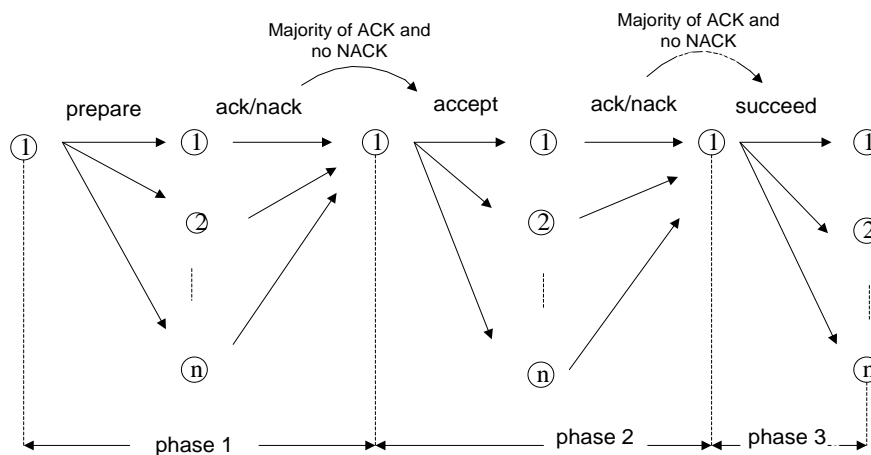 Majority of ACK and
no NACK
Majority of ACK and
no NACK
prepare
ack/nack
accept
ack/nack
succeed
1
1
1
1
1
1
2
2
2
n
n
n
phase 1
phase 2
phase 3